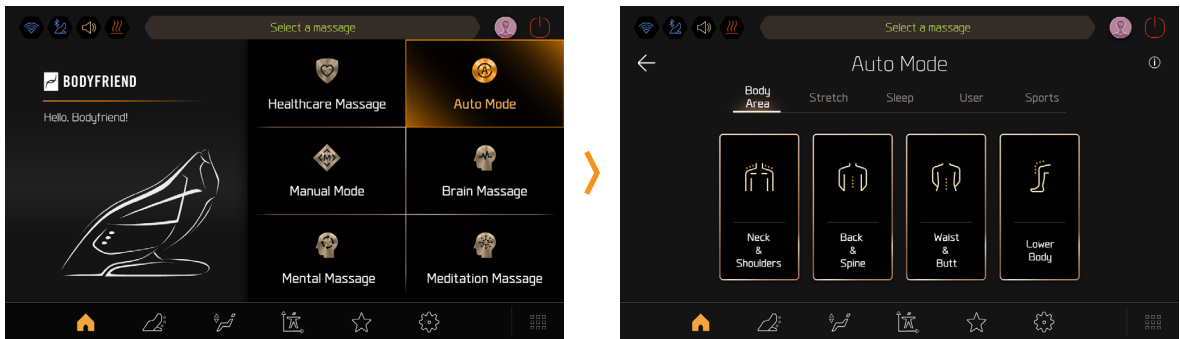 Select a massage
BODYFRIEND
Hello, Bodyfriend!
Healthcare Massage
Auto Mode
Manual Mode
Brain Massage
Mental Massage
Meditation Massage
Select a massage
Auto Mode
Body
Area
Stretch
Sleep
User
Sports
Neck
&
Shoulders
Back
&
Spine
Waist
&
Butt
Lower
Body